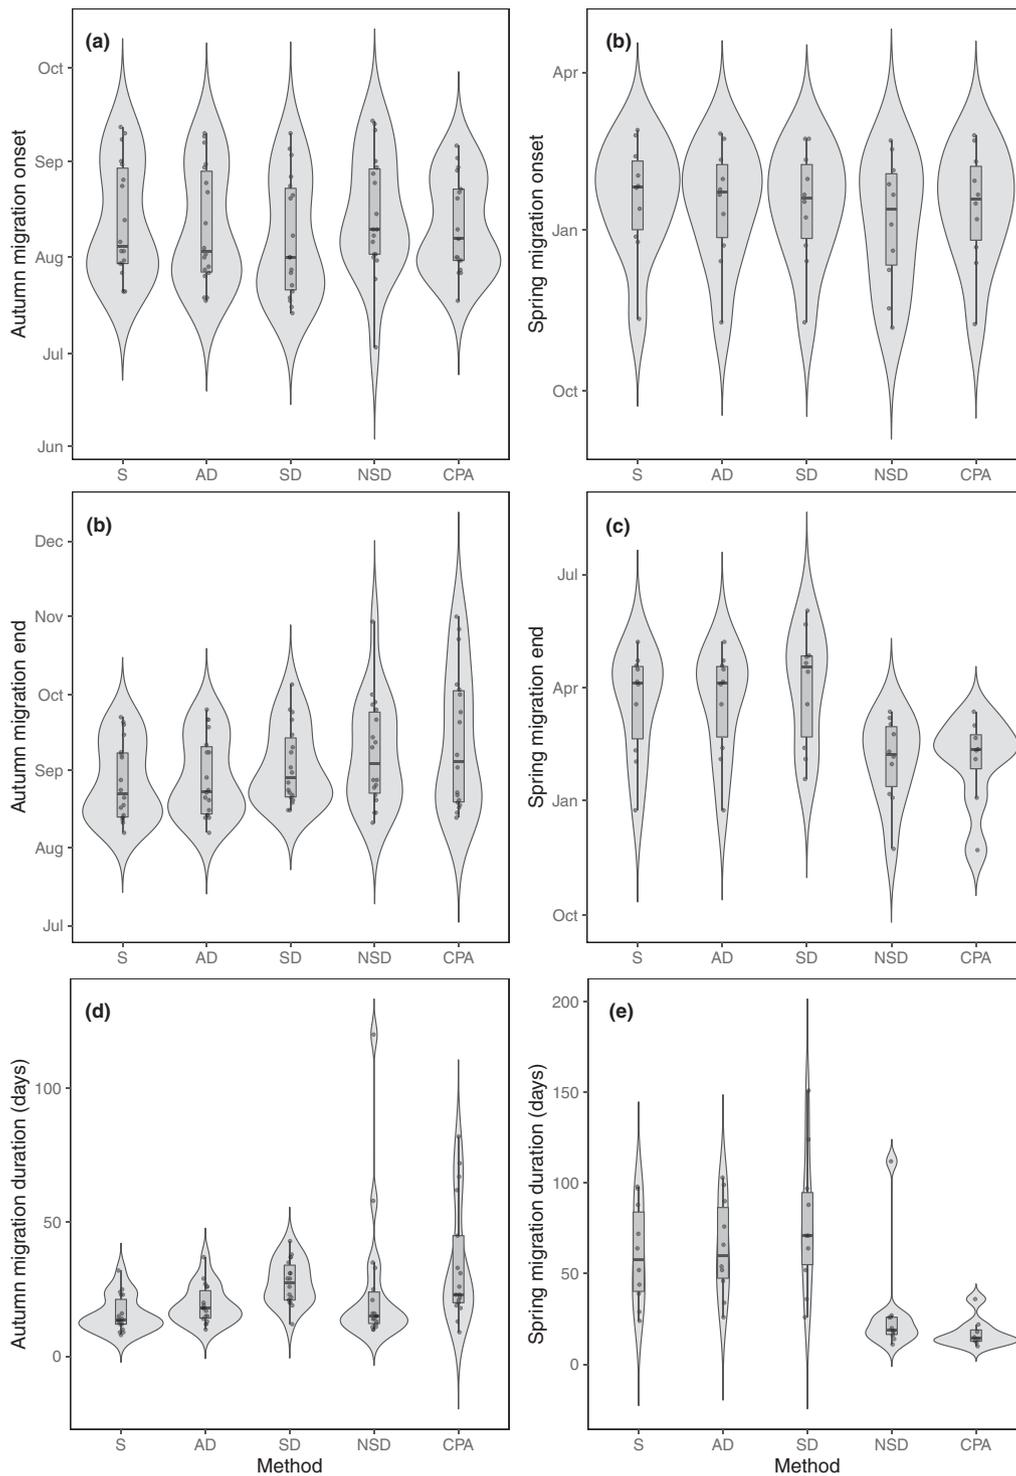 (a)
Autumn migration onset
Oct
Sep
Aug
Jul
Jun
S AD SD NSD CPA
(b)
Spring migration onset
Apr
Jan
Oct
S AD SD NSD CPA
(b)
Autumn migration end
Dec
Nov
Oct
Sep
Aug
Jul
S AD SD NSD CPA
(c)
Spring migration end
Jul
Apr
Jan
Oct
S AD SD NSD CPA
(d)
Autumn migration duration (days)
100
50
0
S AD SD NSD CPA
Method
(e)
Spring migration duration (days)
200
150
100
50
0
S AD SD NSD CPA
Method